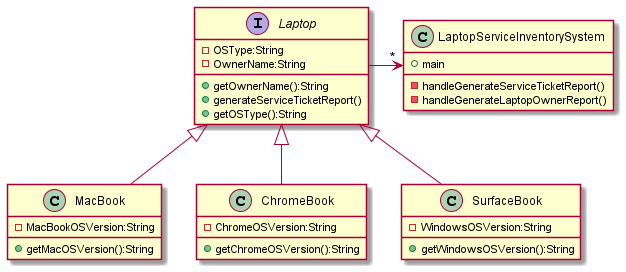 I Laptop
OSType:String
OwnerName:String
getOwnerName():String
generateServiceTicketReport()
getOSType():String
*
C LaptopServiceInventorySystem
main
handleGenerateServiceTicketReport()
handleGenerateLaptopOwnerReport()
C MacBook
MacBookOSVersion:String
getMacOSVersion():String
C ChromeBook
ChromeOSVersion:String
getChromeOSVersion():String
C SurfaceBook
WindowsOSVersion:String
getWindowsOSVersion():String